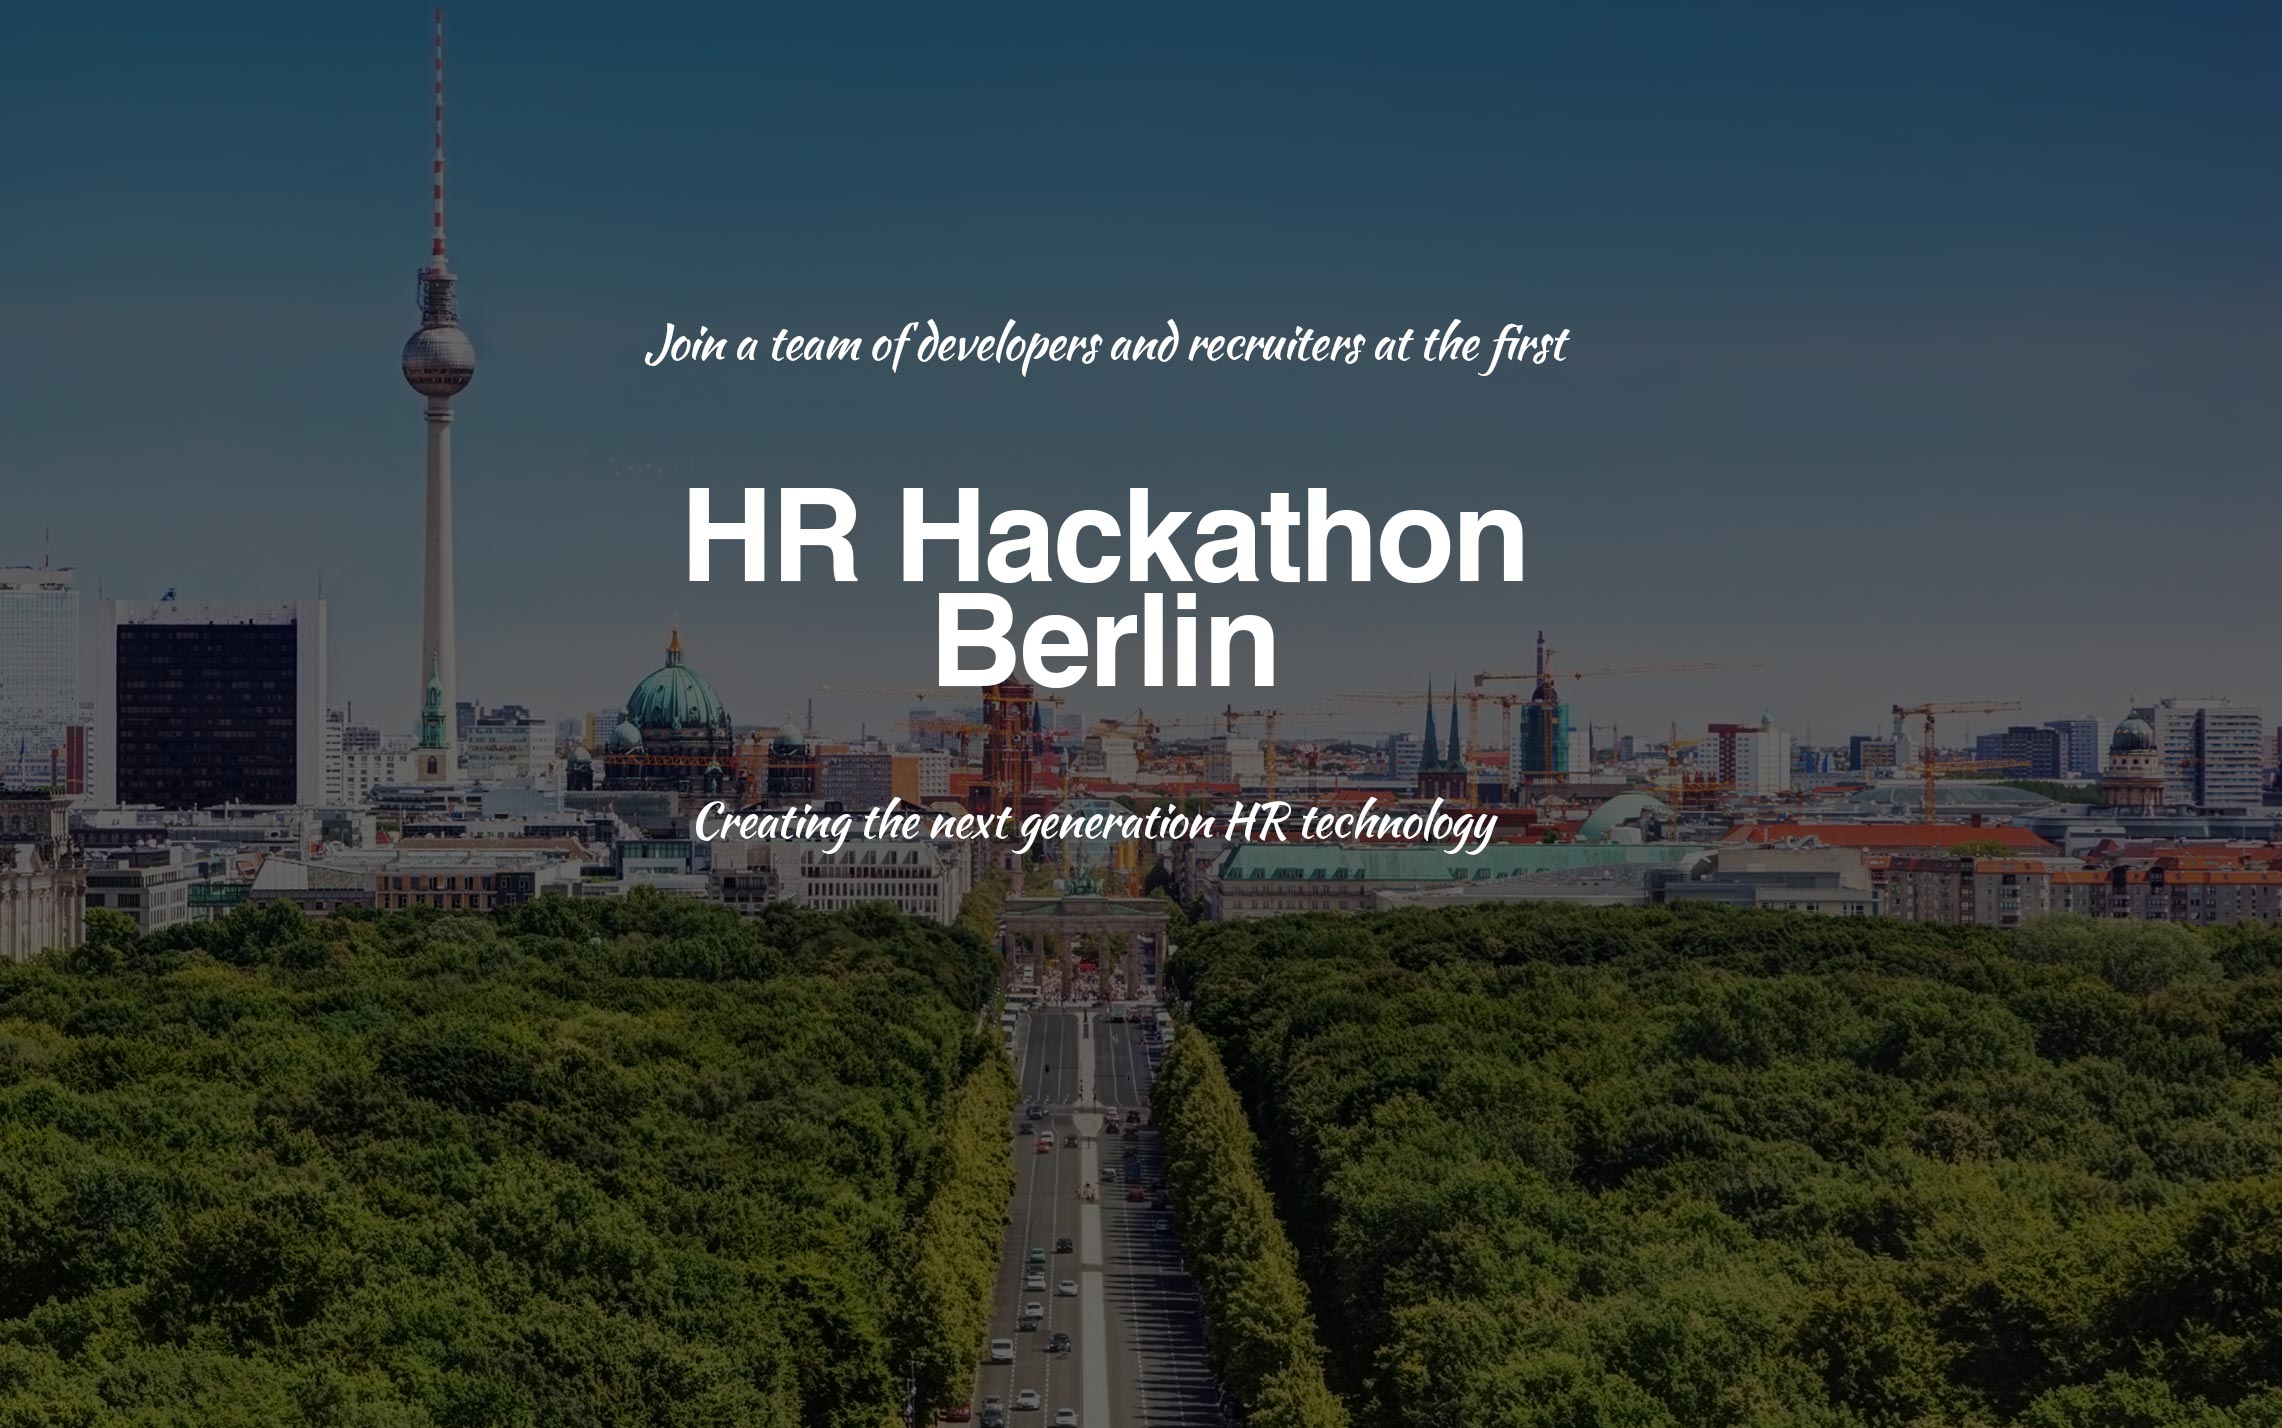 Join a team of developers and recruiters at the first
HR Hackathon
Berlin
Creating the next generation HR technology